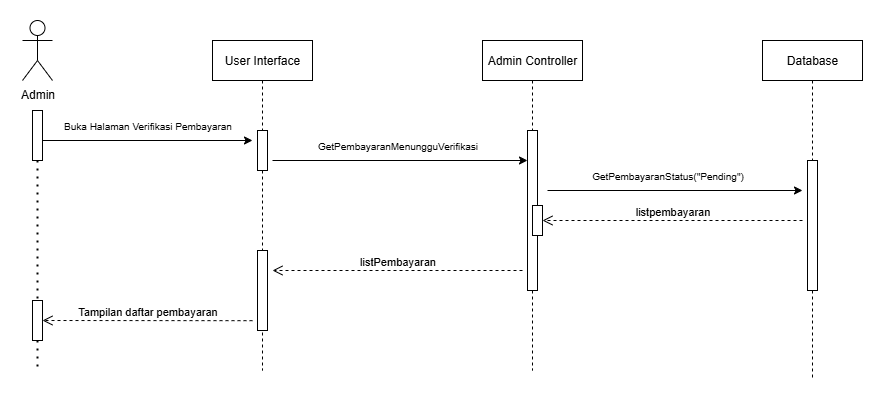 User Interface
Admin Controller
Database
Admin
Buka Halaman Verifikasi Pembayaran
GetPembayaranMenungguVerifikasi
GetPembayaranStatus("Pending")
listpembayaran
listPembayaran
Tampilan daftar pembayaran